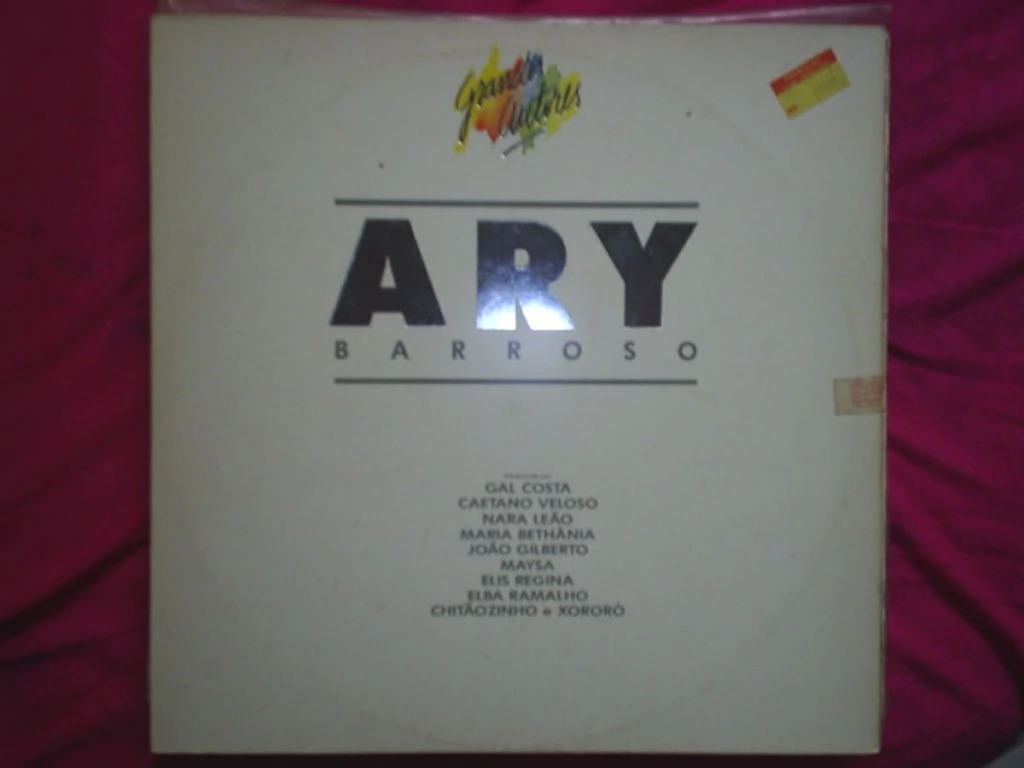 Grandes
Autores
ARY
BARROSO
GAL COSTA
CAETANO VELOSO
NARA LEÃO
MARIA BETHÂNIA
JOÃO GILBERTO
MAYSA
ELIS REGINA
ELBA RAMALHO
CHITÃOZINHO e XORORÒ